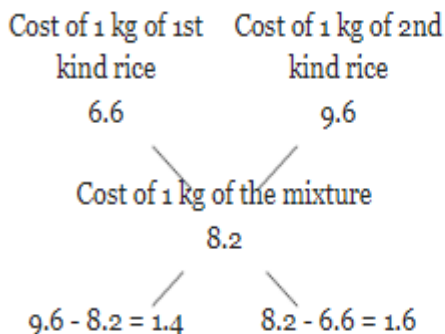 Cost of 1 kg of 1st Cost of 1 kg of 2nd
kind rice kind rice
6.6 9.6
Cost of 1 kg of the mixture
8.2
9.6 - 8.2 = 1.4 8.2 - 6.6 = 1.6